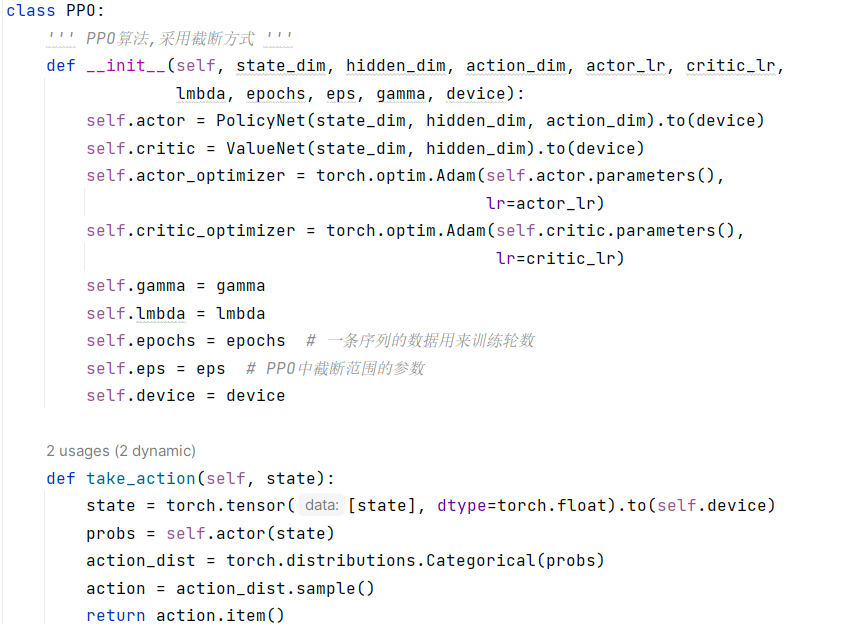 class PPO:
''' PPO算法,采用截断方式 '''
def __init__(self, state_dim, hidden_dim, action_dim, actor_lr, critic_lr,
lmbda, epochs, eps, gamma, device):
self.actor = PolicyNet(state_dim, hidden_dim, action_dim).to(device)
self.critic = ValueNet(state_dim, hidden_dim).to(device)
self.actor_optimizer = torch.optim.Adam(self.actor.parameters(),
lr=actor_lr)
self.critic_optimizer = torch.optim.Adam(self.critic.parameters(),
lr=critic_lr)
self.gamma = gamma
self.lmbda = lmbda
self.epochs = epochs  # 一条序列的数据用来训练轮数
self.eps = eps  # PPO中截断范围的参数
self.device = device
2 usages (2 dynamic)
def take_action(self, state):
state = torch.tensor( data: [state], dtype=torch.float).to(self.device)
probs = self.actor(state)
action_dist = torch.distributions.Categorical(probs)
action = action_dist.sample()
return action.item()